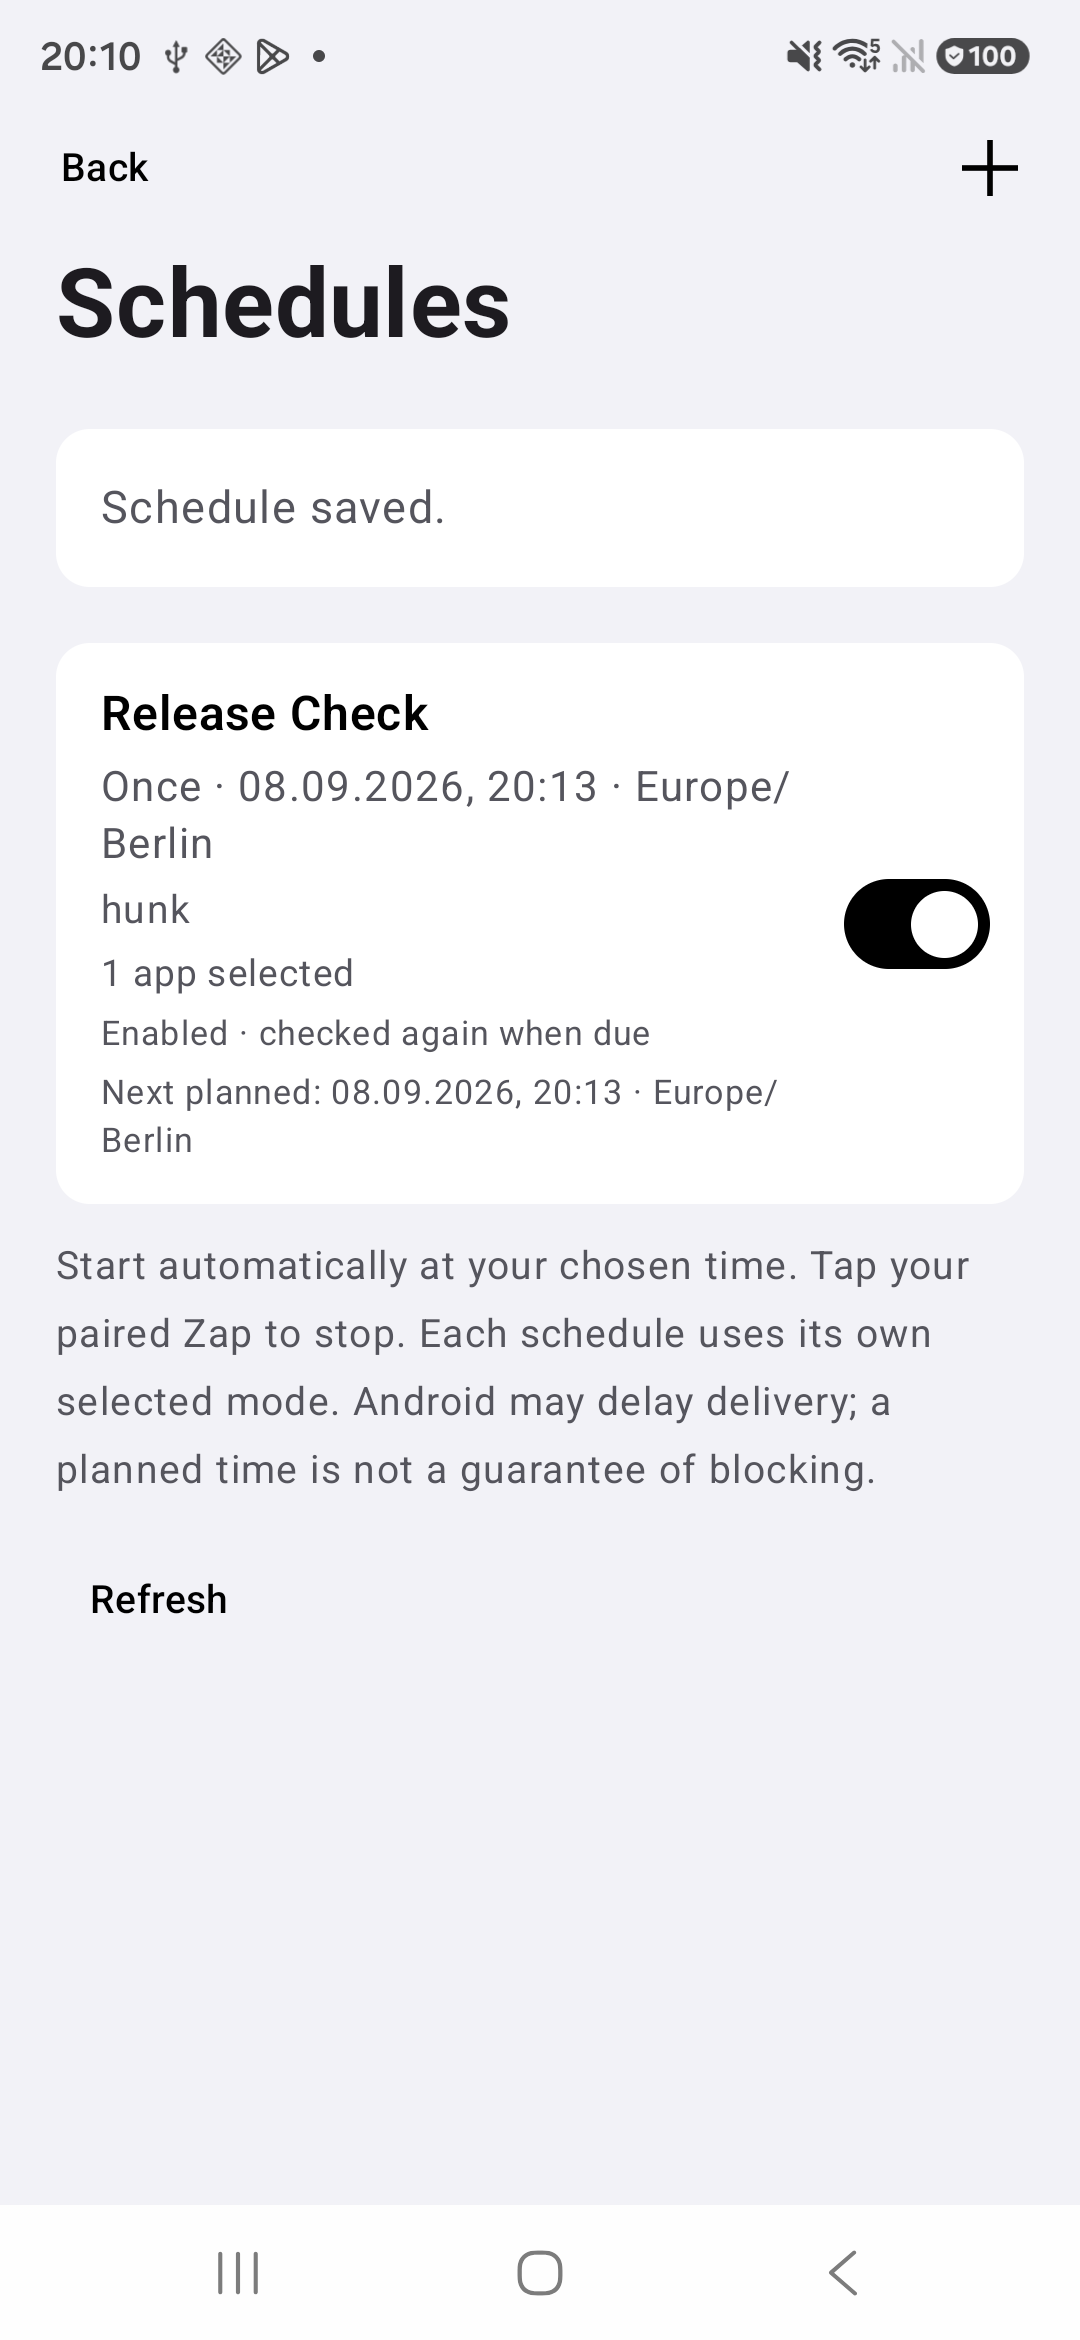 20:10
5
100
Back
Schedules
Schedule saved.
Release Check
Once · 08.09.2026, 20:13 · Europe/
Berlin
hunk
1 app selected
Enabled · checked again when due
Next planned: 08.09.2026, 20:13 · Europe/
Berlin
Start automatically at your chosen time. Tap your
paired Zap to stop. Each schedule uses its own
selected mode. Android may delay delivery; a
planned time is not a guarantee of blocking.
Refresh